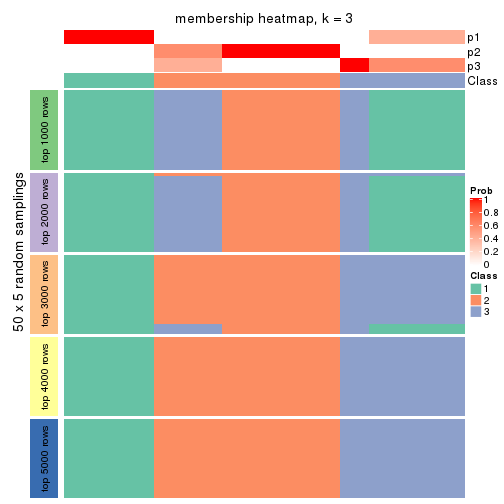 membership heatmap, k = 3
p1
p2
p3
Class
50 x 5 random samplings
top 1000 rows
top 2000 rows
top 3000 rows
top 4000 rows
top 5000 rows
Prob
1
0.8
0.6
0.4
0.2
0
Class
1
2
3